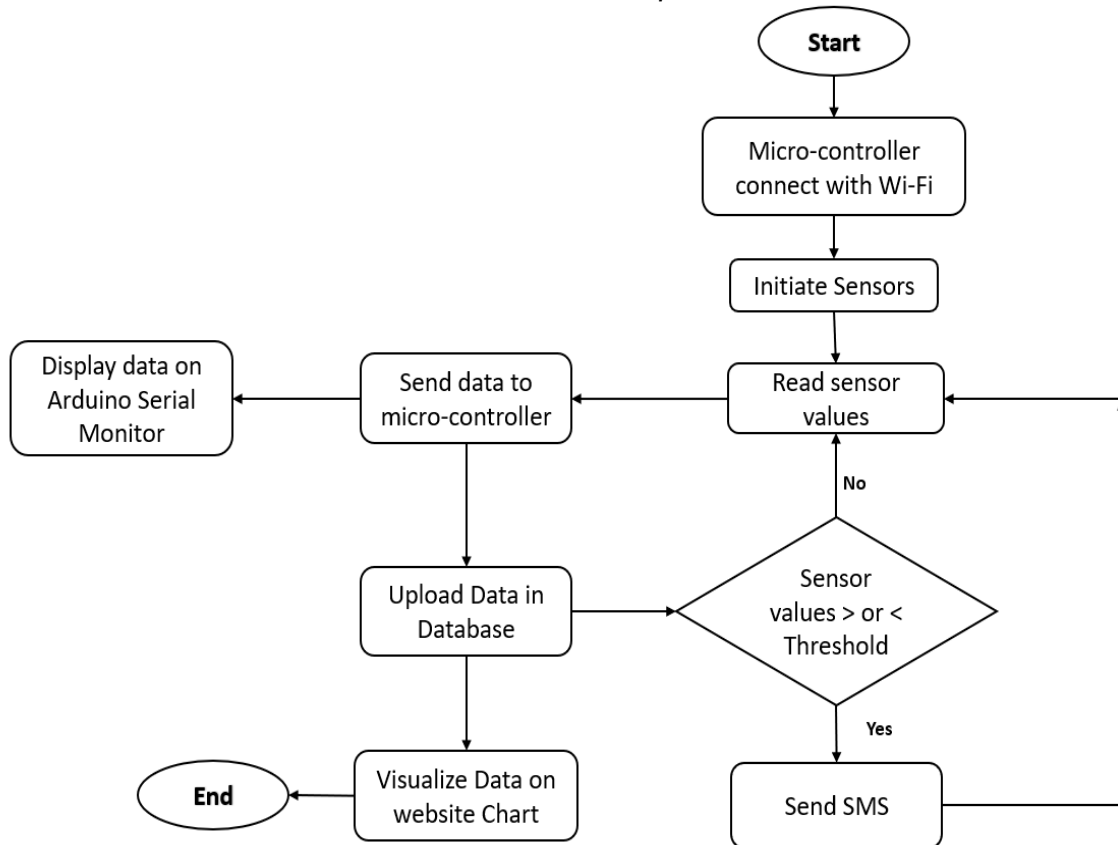 Start
Micro-controller
connect with Wi-Fi
Initiate Sensors
Display data on
Arduino Serial
Monitor
Send data to
micro-controller
Read sensor
values
No
Upload Data in
Database
Sensor
values > or <
Threshold
Yes
End
Visualize Data on
website Chart
Send SMS